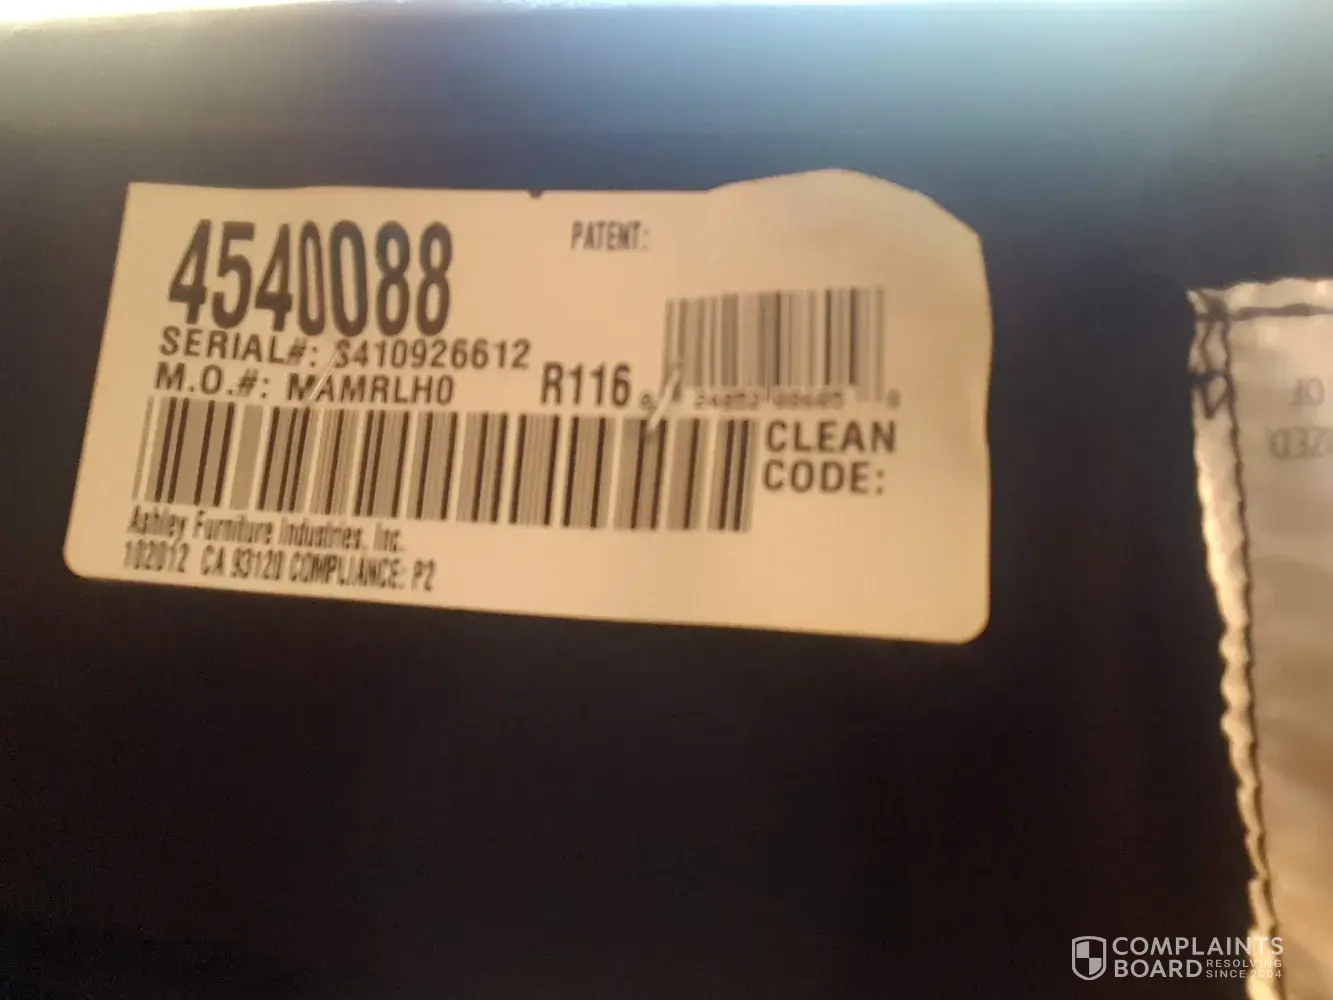 4540088
PATENT:
SERIAL#: S410926612
M.O.#: MAMRLH0
R116
CLEAN
CODE:
Ashley Furniture Industries, Inc.
102012 CA 93120 COMPLIANCE: P2
OF
COMPLAINTS
BOARD RESOLVING
SINCE 2004